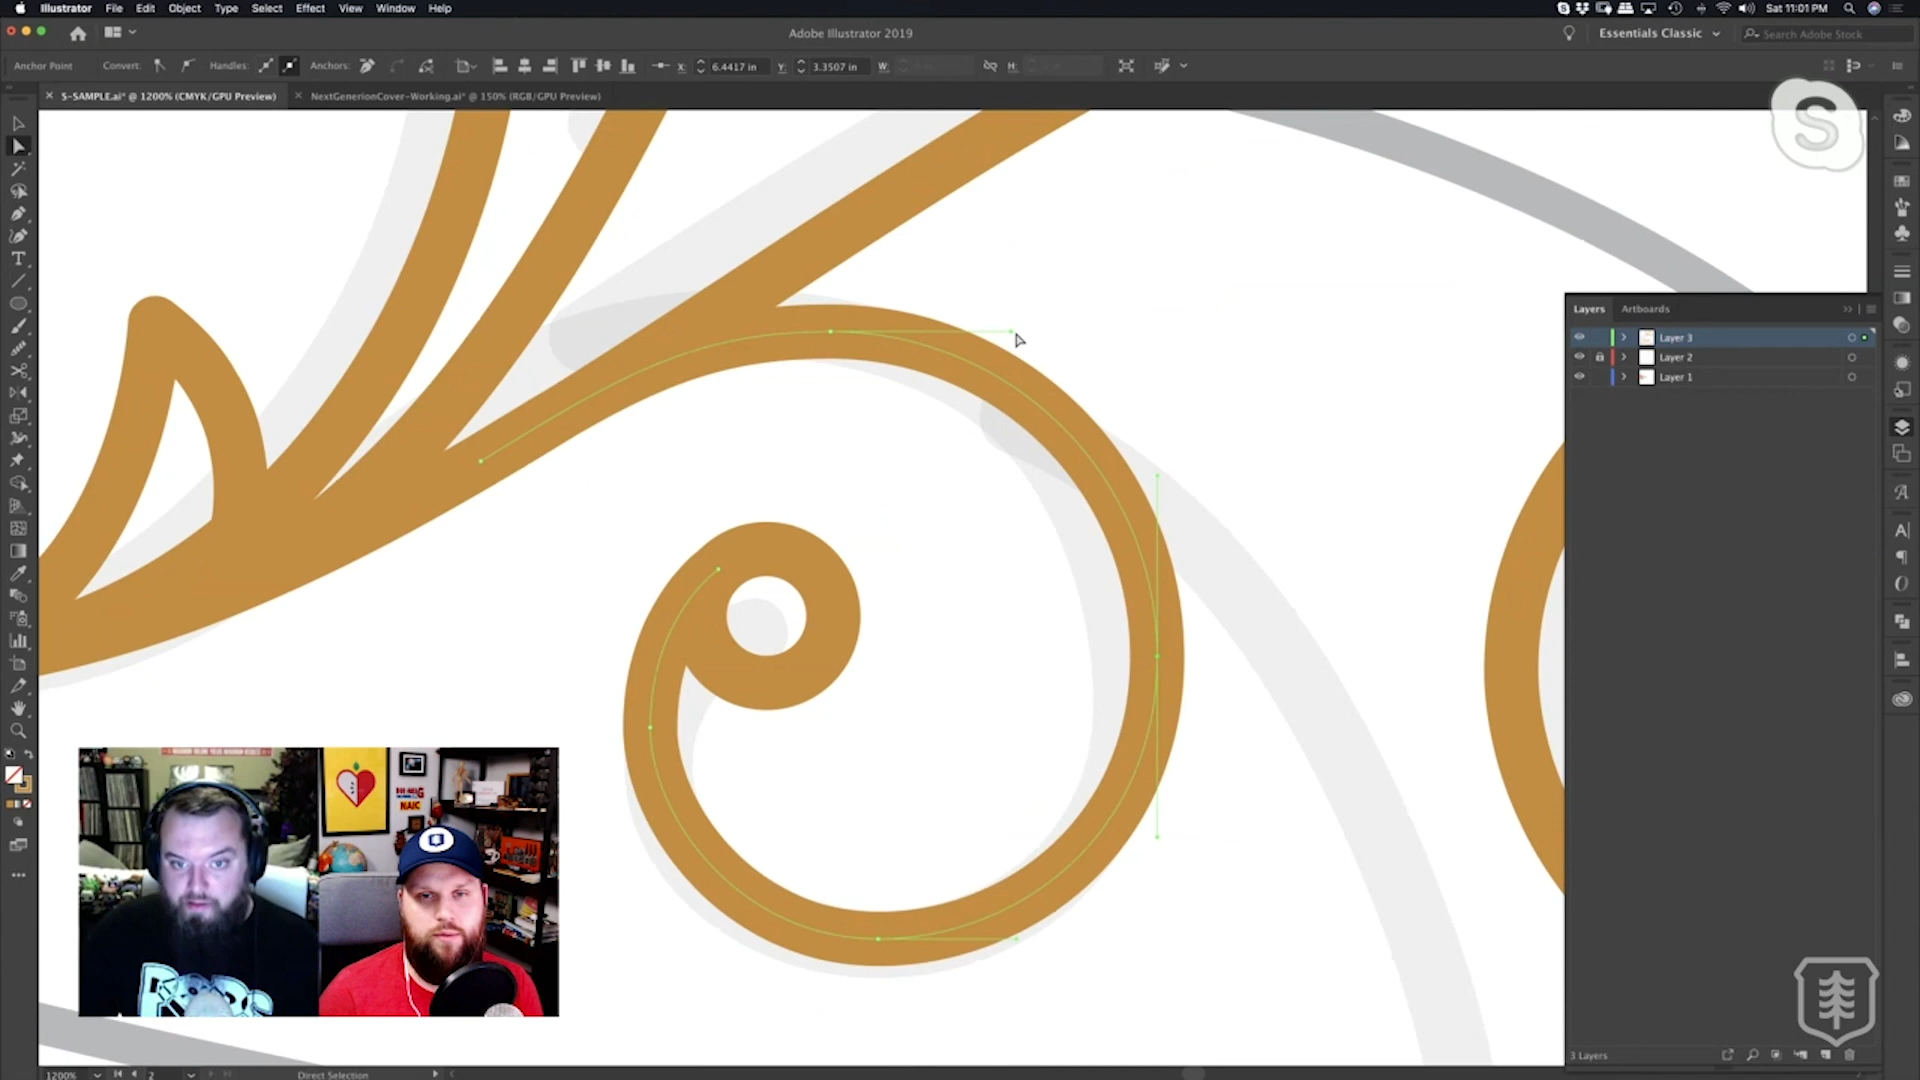 Illustrator File Edit Object Type Select Effect View Window Help
Sat 11:01 PM
Adobe Illustrator 2019
Essentials Classic
Search Adobe Stock
Anchor Point Convert: Handles: Anchors: X: 6.4417 in Y: 3.3507 in W: H:
S-SAMPLE.ai* @ 1200% (CMYK/GPU Preview)
NextGenerionCover-Working.ai* @ 150% (RGB/GPU Preview)
Layers Artboards
Layer 3
Layer 2
Layer 1
NAIC
3 Layers
1200% 2 Direct Selection